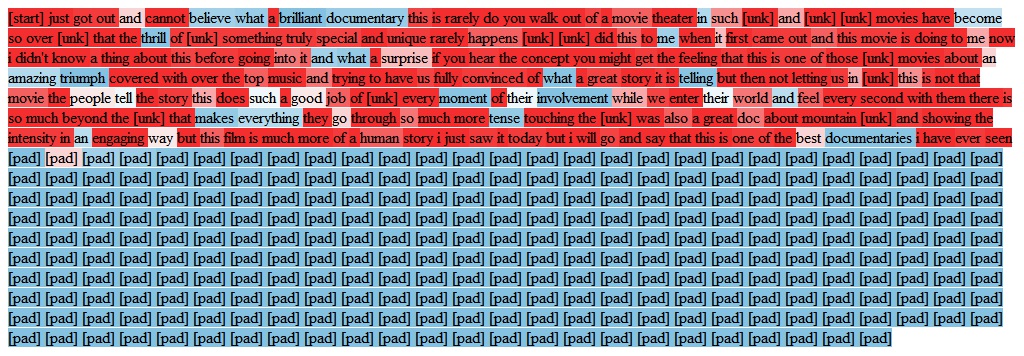 [start] just got out and cannot believe what a brilliant documentary this is rarely do you walk out of a movie theater in such [unk] and [unk] [unk] movies have become
so over [unk] that the thrill of [unk] something truly special and unique rarely happens [unk] [unk] did this to me when it first came out and this movie is doing to me now
i didn't know a thing about this before going into it and what a surprise if you hear the concept you might get the feeling that this is one of those [unk] movies about an
amazing triumph covered with over the top music and trying to have us fully convinced of what a great story it is telling but then not letting us in [unk] this is not that
movie the people tell the story this does such a good job of [unk] every moment of their involvement while we enter their world and feel every second with them there is
so much beyond the [unk] that makes everything they go through so much more tense touching the [unk] was also a great doc about mountain [unk] and showing the
intensity in an engaging way but this film is much more of a human story i just saw it today but i will go and say that this is one of the best documentaries i have ever seen
[pad] [pad] [pad] [pad] [pad] [pad] [pad] [pad] [pad] [pad] [pad] [pad] [pad] [pad] [pad] [pad] [pad] [pad] [pad] [pad] [pad] [pad] [pad] [pad] [pad] [pad] [pad]
[pad] [pad] [pad] [pad] [pad] [pad] [pad] [pad] [pad] [pad] [pad] [pad] [pad] [pad] [pad] [pad] [pad] [pad] [pad] [pad] [pad] [pad] [pad] [pad] [pad] [pad] [pad]
[pad] [pad] [pad] [pad] [pad] [pad] [pad] [pad] [pad] [pad] [pad] [pad] [pad] [pad] [pad] [pad] [pad] [pad] [pad] [pad] [pad] [pad] [pad] [pad] [pad] [pad] [pad]
[pad] [pad] [pad] [pad] [pad] [pad] [pad] [pad] [pad] [pad] [pad] [pad] [pad] [pad] [pad] [pad] [pad] [pad] [pad] [pad] [pad] [pad] [pad] [pad] [pad] [pad] [pad]
[pad] [pad] [pad] [pad] [pad] [pad] [pad] [pad] [pad] [pad] [pad] [pad] [pad] [pad] [pad] [pad] [pad] [pad] [pad] [pad] [pad] [pad] [pad] [pad] [pad] [pad] [pad]
[pad] [pad] [pad] [pad] [pad] [pad] [pad] [pad] [pad] [pad] [pad] [pad] [pad] [pad] [pad] [pad] [pad] [pad] [pad] [pad] [pad] [pad] [pad] [pad] [pad] [pad] [pad]
[pad] [pad] [pad] [pad] [pad] [pad] [pad] [pad] [pad] [pad] [pad] [pad] [pad] [pad] [pad] [pad] [pad] [pad] [pad] [pad] [pad] [pad] [pad] [pad] [pad] [pad] [pad]
[pad] [pad] [pad] [pad] [pad] [pad] [pad] [pad] [pad] [pad] [pad] [pad] [pad] [pad] [pad] [pad] [pad] [pad] [pad] [pad] [pad] [pad] [pad] [pad] [pad] [pad] [pad]
[pad] [pad] [pad] [pad] [pad] [pad] [pad] [pad] [pad] [pad] [pad] [pad] [pad] [pad] [pad] [pad] [pad] [pad] [pad] [pad] [pad] [pad] [pad] [pad] [pad] [pad] [pad]
[pad] [pad] [pad] [pad] [pad] [pad] [pad] [pad] [pad] [pad] [pad] [pad] [pad] [pad] [pad] [pad] [pad] [pad] [pad] [pad] [pad] [pad] [pad] [pad]